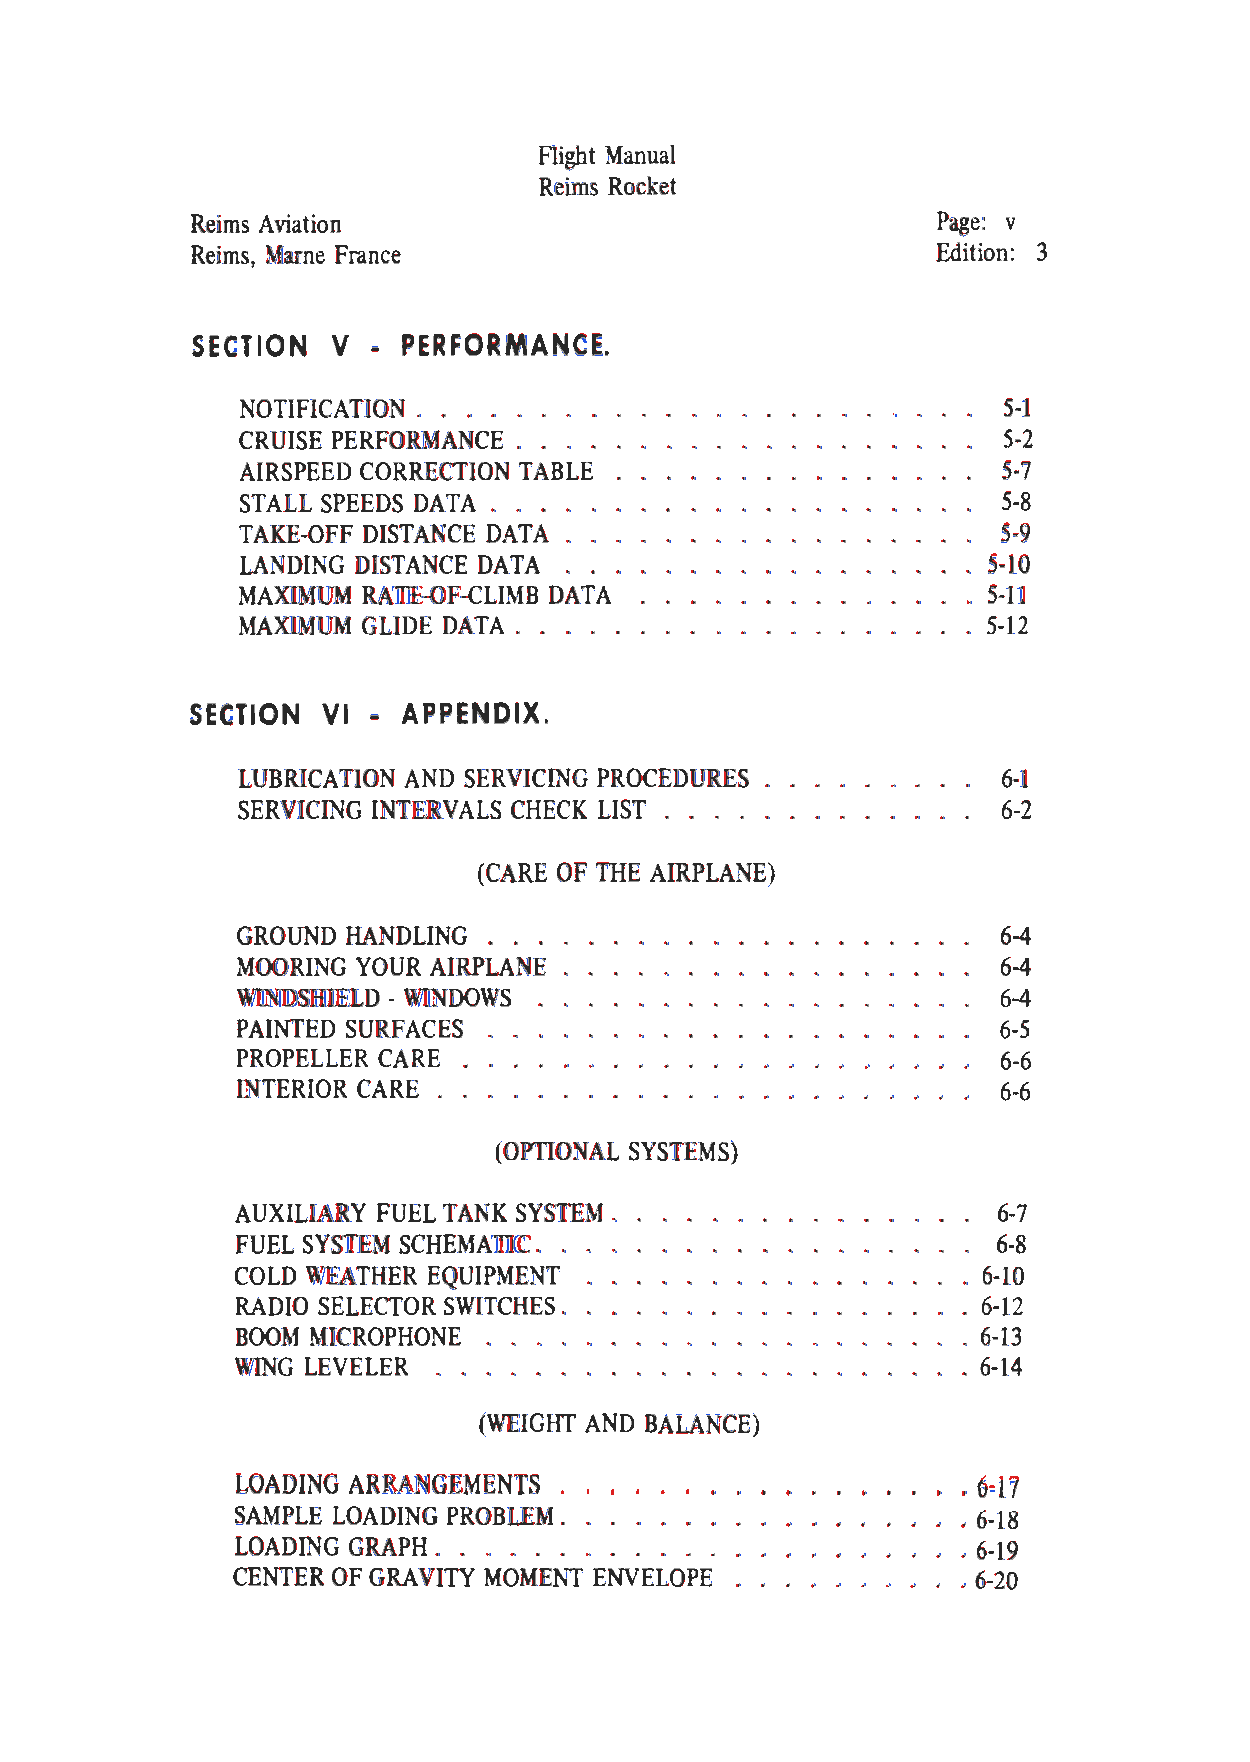 Flight Manual
Reims Rocket
Reims Aviation Page: v
Reims, Marne France Edition: 3
SECTION V - PERFORMANCE.
NOTIFICATION . . . . . . . . . . . . . . . . . . . . . . . 5-1
CRUISE PERFORMANCE . . . . . . . . . . . . . . . . . . . 5-2
AIRSPEED CORRECTION TABLE . . . . . . . . . . . . . . . 5-7
STALL SPEEDS DATA . . . . . . . . . . . . . . . . . . . . 5-8
TAKE-OFF DISTANCE DATA . . . . . . . . . . . . . . . . . 5-9
LANDING DISTANCE DATA . . . . . . . . . . . . . . . . . 5-10
MAXIMUM RATE-OF-CLIMB DATA . . . . . . . . . . . . . . 5-11
MAXIMUM GLIDE DATA . . . . . . . . . . . . . . . . . . . 5-12
SECTION VI - APPENDIX.
LUBRICATION AND SERVICING PROCEDURES . . . . . . . . . 6-1
SERVICING INTERVALS CHECK LIST . . . . . . . . . . . . . 6-2
(CARE OF THE AIRPLANE)
GROUND HANDLING . . . . . . . . . . . . . . . . . . . . 6-4
MOORING YOUR AIRPLANE . . . . . . . . . . . . . . . . . 6-4
WINDSHIELD - WINDOWS . . . . . . . . . . . . . . . . . . 6-4
PAINTED SURFACES . . . . . . . . . . . . . . . . . . . . 6-5
PROPELLER CARE . . . . . . . . . . . . . . . . . . . . . 6-6
INTERIOR CARE . . . . . . . . . . . . . . . . . . . . . . 6-6
(OPTIONAL SYSTEMS)
AUXILIARY FUEL TANK SYSTEM . . . . . . . . . . . . . . . 6-7
FUEL SYSTEM SCHEMATIC . . . . . . . . . . . . . . . . . . 6-8
COLD WEATHER EQUIPMENT . . . . . . . . . . . . . . . . 6-10
RADIO SELECTOR SWITCHES . . . . . . . . . . . . . . . . . 6-12
BOOM MICROPHONE . . . . . . . . . . . . . . . . . . . . 6-13
WING LEVELER . . . . . . . . . . . . . . . . . . . . . . 6-14
(WEIGHT AND BALANCE)
LOADING ARRANGEMENTS . . . . . . . . . . . . . . . . . 6-17
SAMPLE LOADING PROBLEM . . . . . . . . . . . . . . . . . 6-18
LOADING GRAPH . . . . . . . . . . . . . . . . . . . . . . 6-19
CENTER OF GRAVITY MOMENT ENVELOPE . . . . . . . . . . 6-20